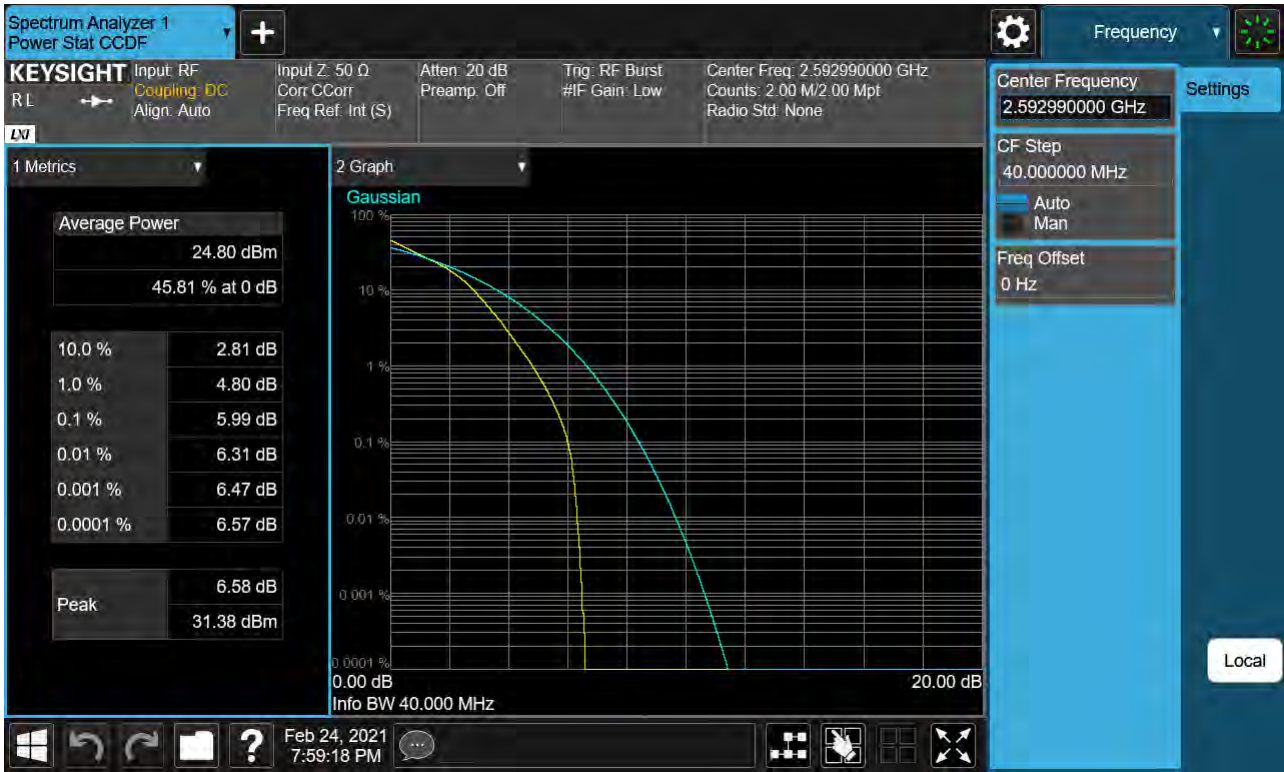 Spectrum Analyzer 1
Power Stat CCDF
Frequency
KEYSIGHT
RL
LXI
Input: RF
Coupling: DC
Align: Auto
Input Z: 50 Ω
Corr CCorr
Freq Ref: Int (S)
Atten: 20 dB
Preamp: Off
Trig: RF Burst
#IF Gain: Low
Center Freq: 2.592990000 GHz
Counts: 2.00 M/2.00 Mpt
Radio Std: None
Center Frequency
2.592990000 GHz
Settings
CF Step
40.000000 MHz
Auto
Man
Freq Offset
0 Hz
Local
1 Metrics
Average Power
24.80 dBm
45.81 % at 0 dB
10.0 % 2.81 dB
1.0 % 4.80 dB
0.1 % 5.99 dB
0.01 % 6.31 dB
0.001 % 6.47 dB
0.0001 % 6.57 dB
Peak
6.58 dB
31.38 dBm
2 Graph
Gaussian
100 %
10 %
1 %
0.1 %
0.01 %
0.001 %
0.0001 %
0.00 dB 20.00 dB
Info BW 40.000 MHz
?
Feb 24, 2021
7:59:18 PM